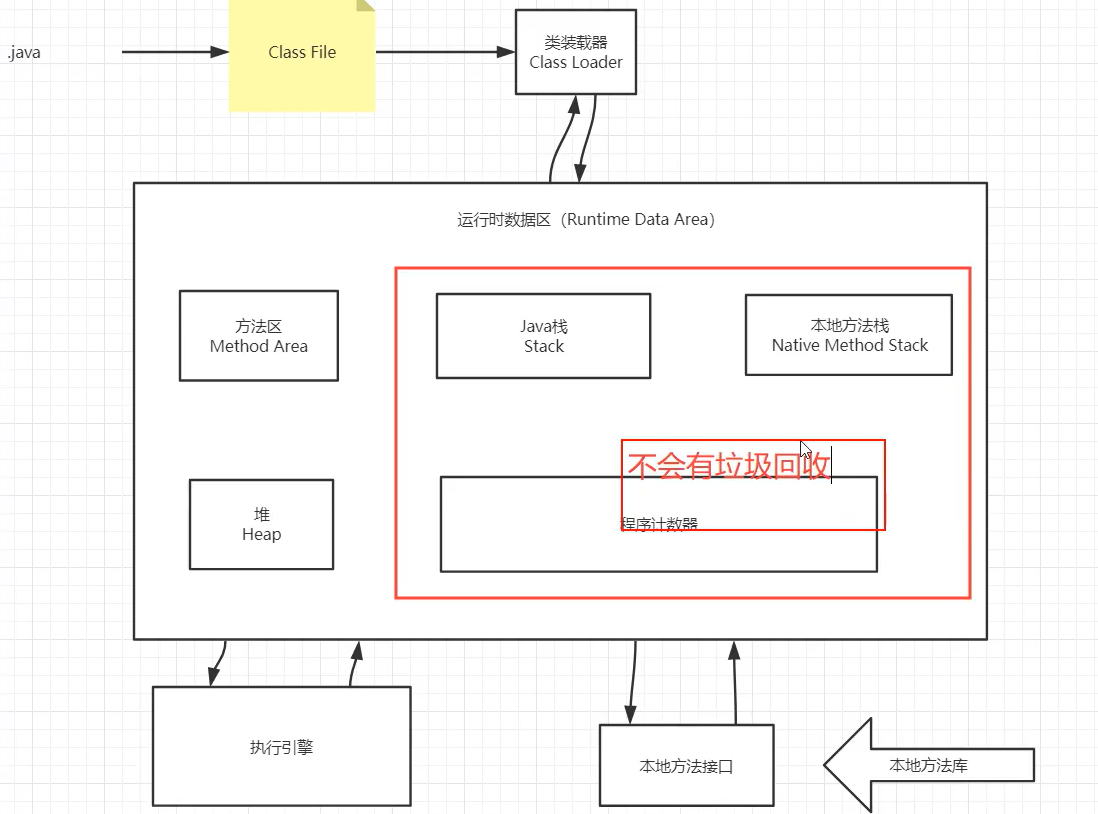 .java
Class File
类装载器
Class Loader
运行时数据区（Runtime Data Area）
方法区
Method Area
Java栈
Stack
本地方法栈
Native Method Stack
不会有垃圾回收
堆
Heap
程序计数器
执行引擎
本地方法接口
本地方法库